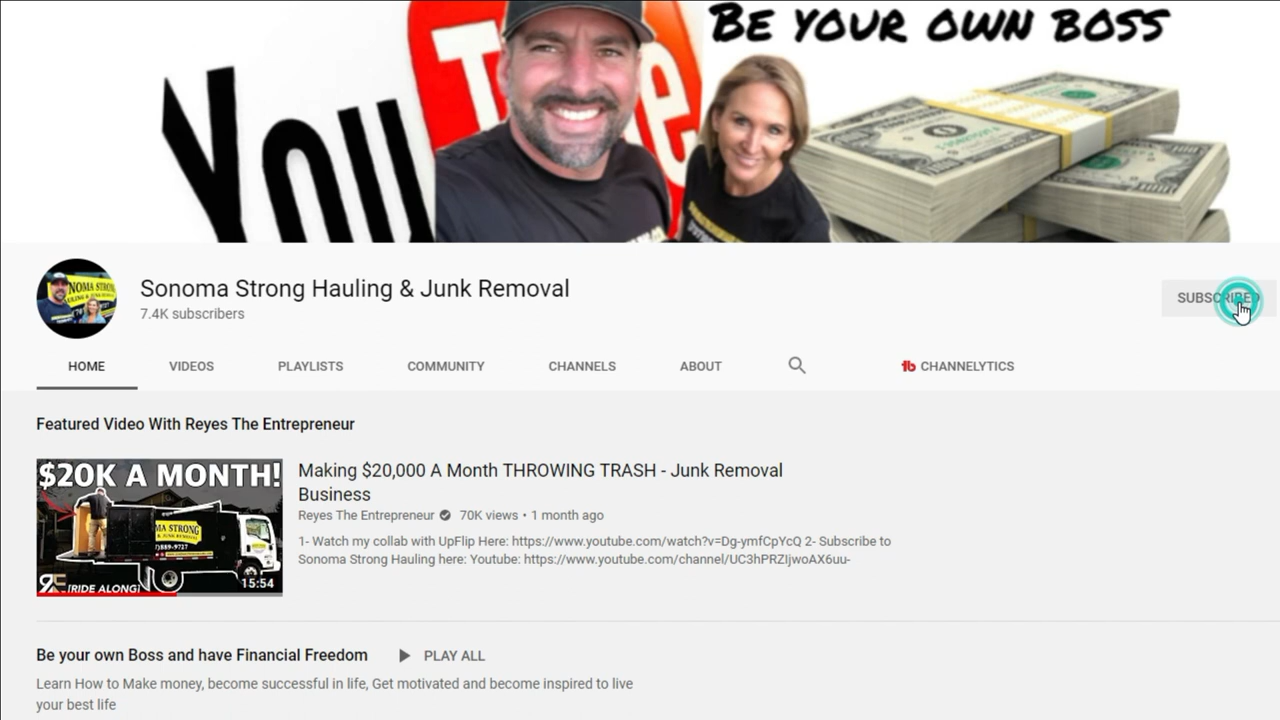 You
BE YOUR OWN BOSS
Sonoma Strong Hauling & Junk Removal
7.4K subscribers
SUBSCRIBED
HOME
VIDEOS
PLAYLISTS
COMMUNITY
CHANNELS
ABOUT
CHANNELYTICS
Featured Video With Reyes The Entrepreneur
$20K A MONTH!
MA STRONG
[RIDE ALONG]
15:54
Making $20,000 A Month THROWING TRASH - Junk Removal
Business
Reyes The Entrepreneur 70K views • 1 month ago
1- Watch my collab with UpFlip Here: https://www.youtube.com/watch?v=Dg-ymfCpYcQ 2- Subscribe to
Sonoma Strong Hauling here: Youtube: https://www.youtube.com/channel/UC3hPRZIjwoAX6uu-
Be your own Boss and have Financial Freedom
PLAY ALL
Learn How to Make money, become successful in life, Get motivated and become inspired to live
your best life